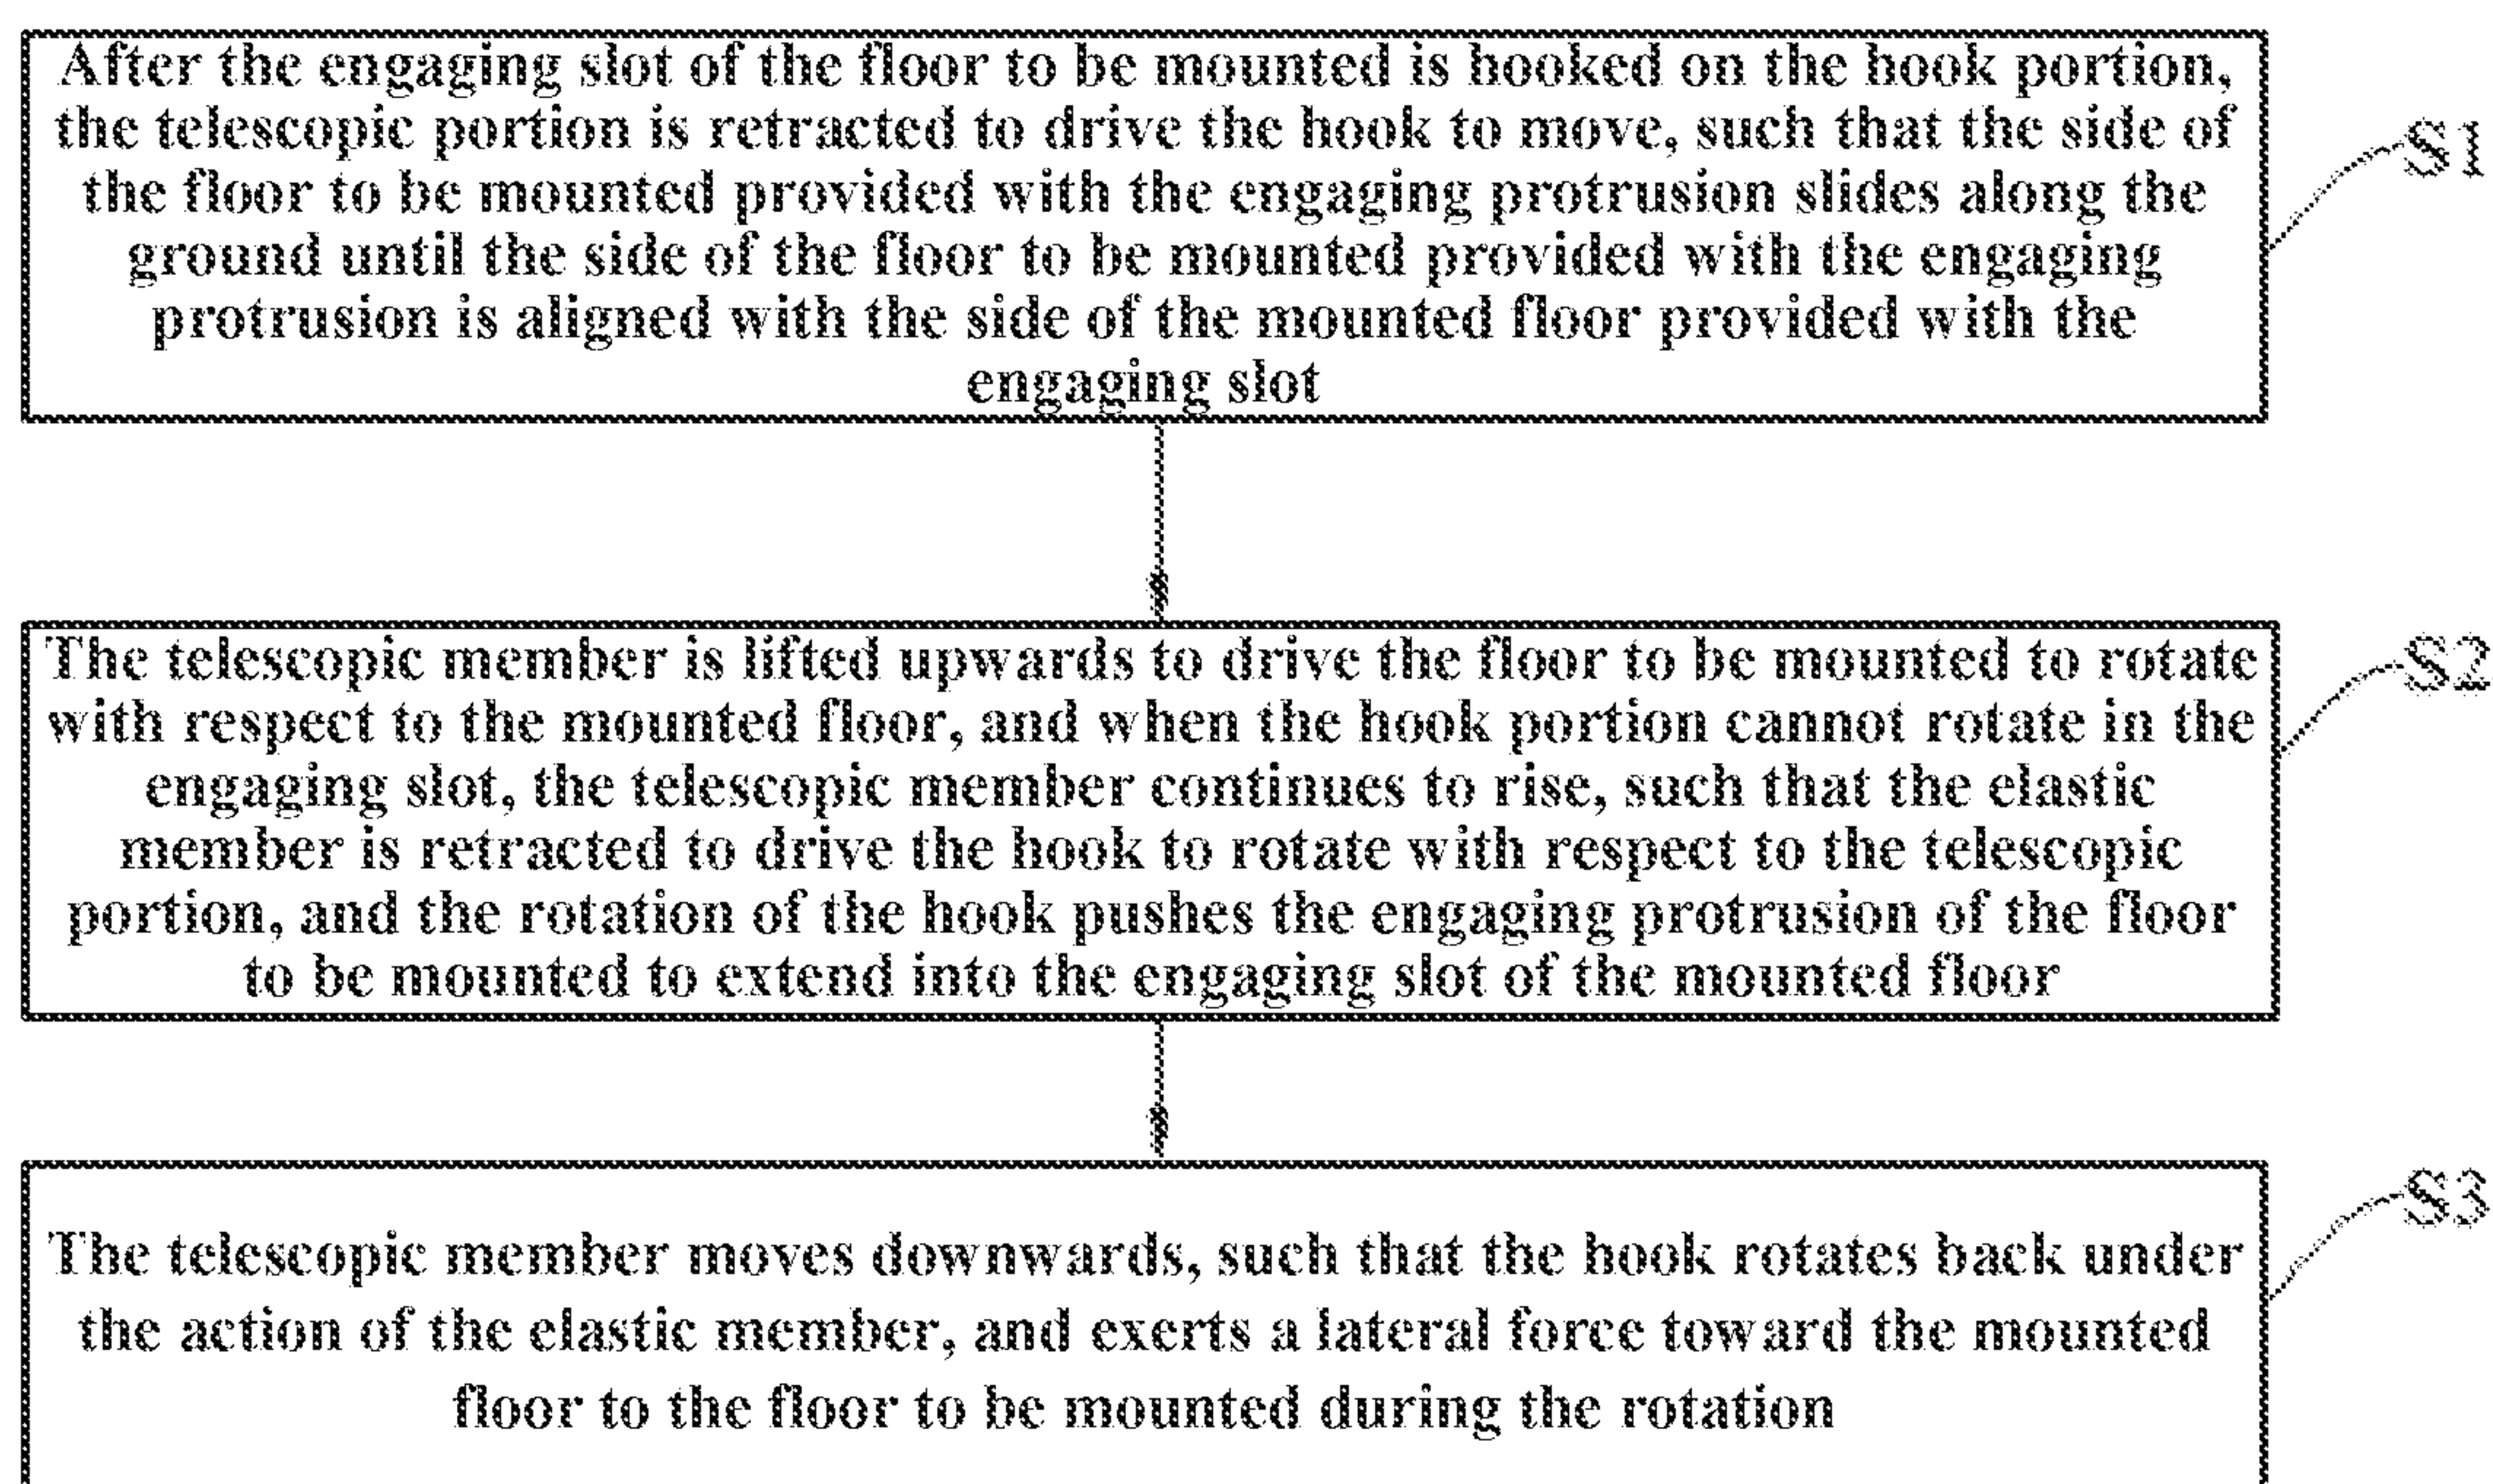 After the engaging slot of the floor to be mounted is hooked on the hook portion,
the telescopic portion is retracted to drive the hook to move, such that the side of
the floor to be mounted provided with the engaging protrusion slides along the
ground until the side of the floor to be mounted provided with the engaging
protrusion is aligned with the side of the mounted floor provided with the
engaging slot
S1
The telescopic member is lifted upwards to drive the floor to be mounted to rotate
with respect to the mounted floor, and when the hook portion cannot rotate in the
engaging slot, the telescopic member continues to rise, such that the elastic
member is retracted to drive the hook to rotate with respect to the telescopic
portion, and the rotation of the hook pushes the engaging protrusion of the floor
to be mounted to extend into the engaging slot of the mounted floor
S2
The telescopic member moves downwards, such that the hook rotates back under
the action of the elastic member, and exerts a lateral force toward the mounted
floor to the floor to be mounted during the rotation
S3